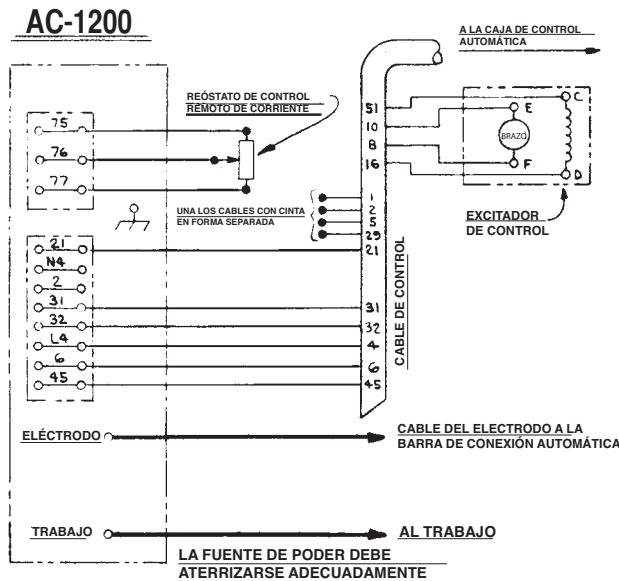 AC-1200
A LA CAJA DE CONTROL
AUTOMÁTICA
REÓSTATO DE CONTROL
REMOTO DE CORRIENTE
75
76
77
51
10
8
16
E
BRAZO
F
C
D
EXCITADOR
DE CONTROL
UNA LOS CABLES CON CINTA
EN FORMA SEPARADA
1
2
5
25
21
31
32
4
6
45
CABLE DE CONTROL
21
N4
2
31
32
L4
6
45
ELÉCTRODO
CABLE DEL ELECTRODO A LA
BARRA DE CONEXIÓN AUTOMÁTICA
TRABAJO
AL TRABAJO
LA FUENTE DE PODER DEBE
ATERRIZARSE ADECUADAMENTE